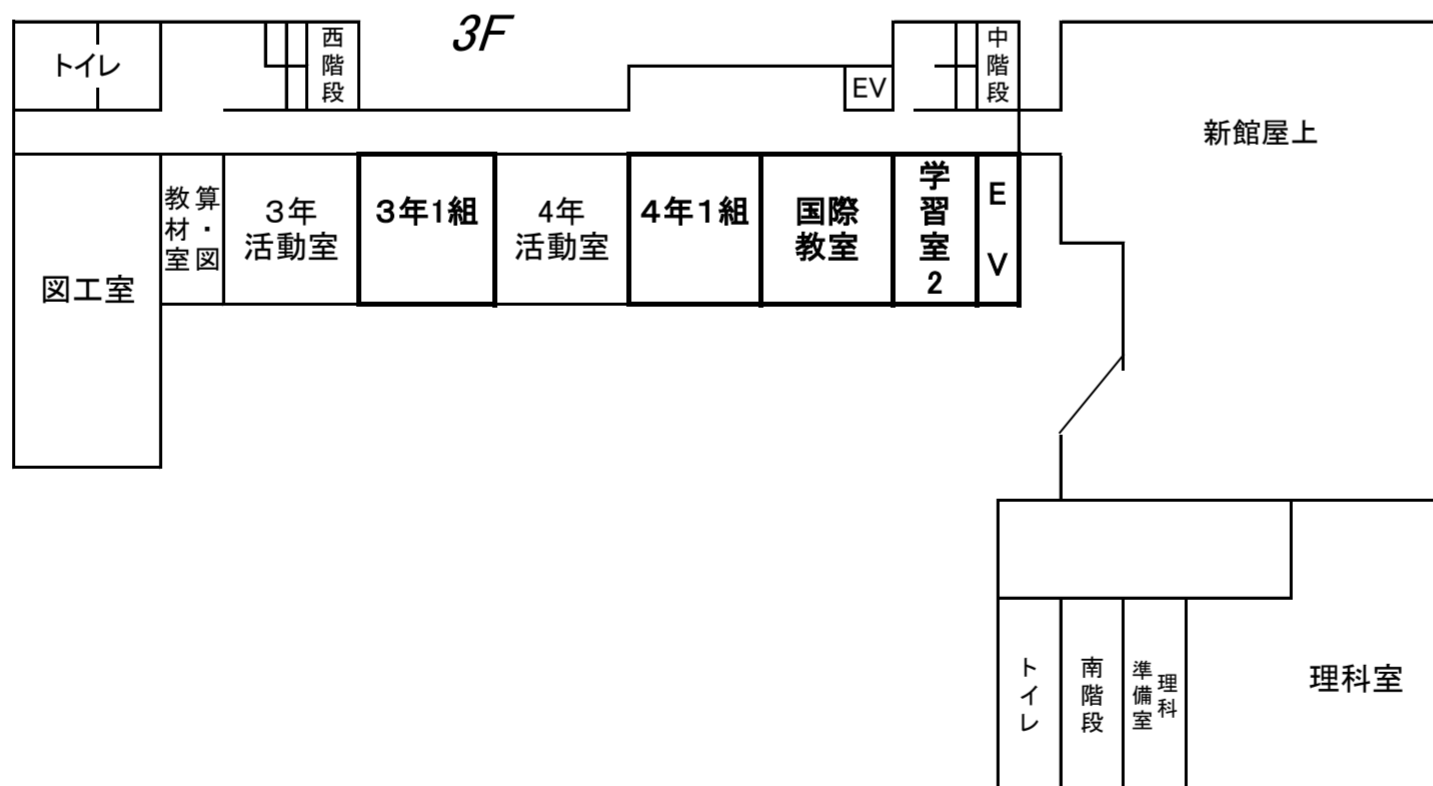 3F
トイレ
西階段
EV
中階段
新館屋上
図工室
算・図
教材室
３年
活動室
３年1組
4年
活動室
４年１組
国際
教室
学習室2
EV
トイレ
南階段
理科
準備室
理科室